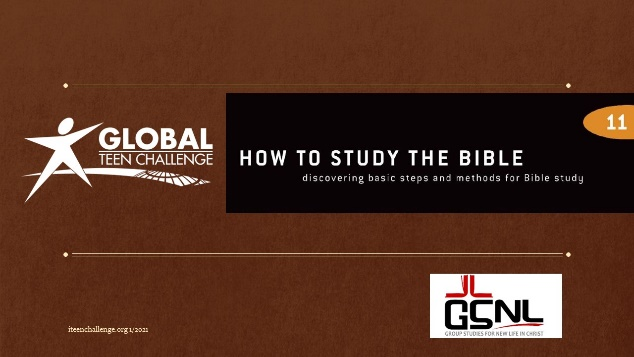 11
GLOBAL
TEEN CHALLENGE
HOW TO STUDY THE BIBLE
discovering basic steps and methods for Bible study
GSNL
GROUP STUDIES FOR NEW LIFE IN CHRIST
iteenchallenge.org 1/2021